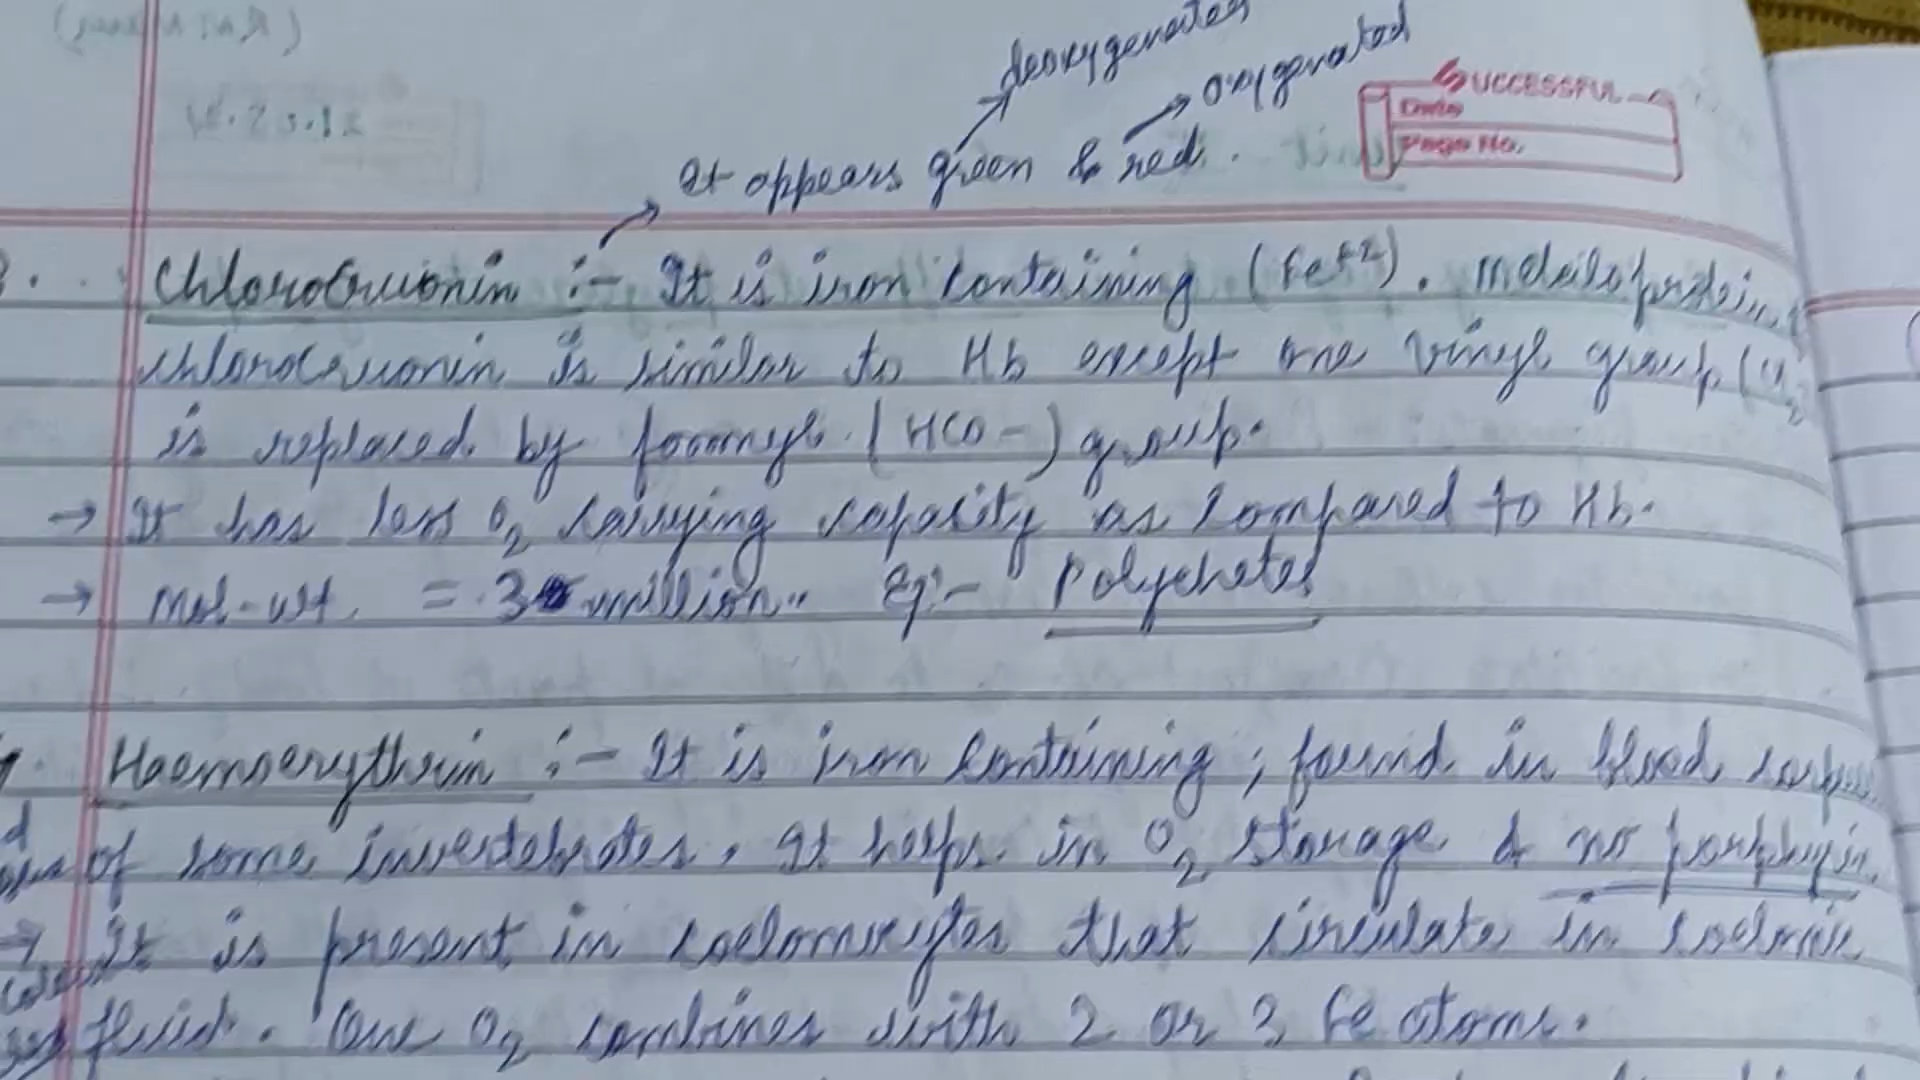 deoxygenated
oxygenated
SUCCESSFUL
Date
Page No.
It appears green & red.
3. Chlorocruonin :- It is iron containing (Fe+2). metalloprotein
chlorocruonin is similar to Hb except one vinyl group
is replaced by formyl (HCO-) group.
→ It has less O2 carrying capacity as compared to Hb.
→ Mol-wt = 3 million. Eg:- Polychetes
Haemoerythrin :- It is iron containing; found in blood
of some invertebrates. It helps in O2 storage & no porphyrin
→ It is present in coelomocytes that circulate in coelomic
fluid. One O2 combines with 2 or 3 Fe atoms.